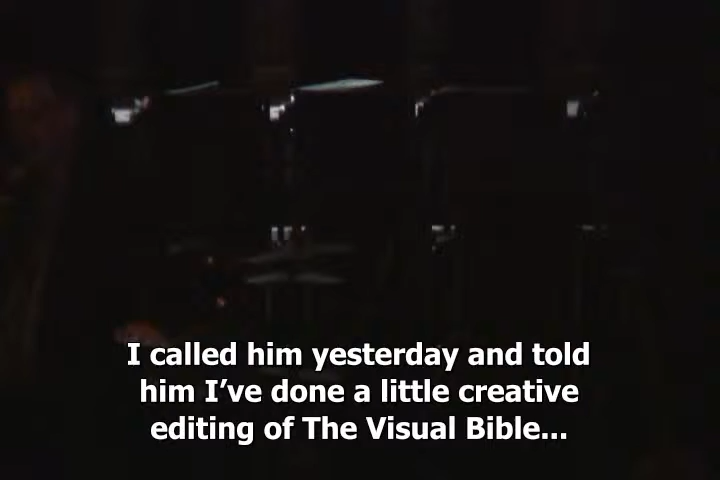 I called him yesterday and told
him I’ve done a little creative
editing of The Visual Bible...